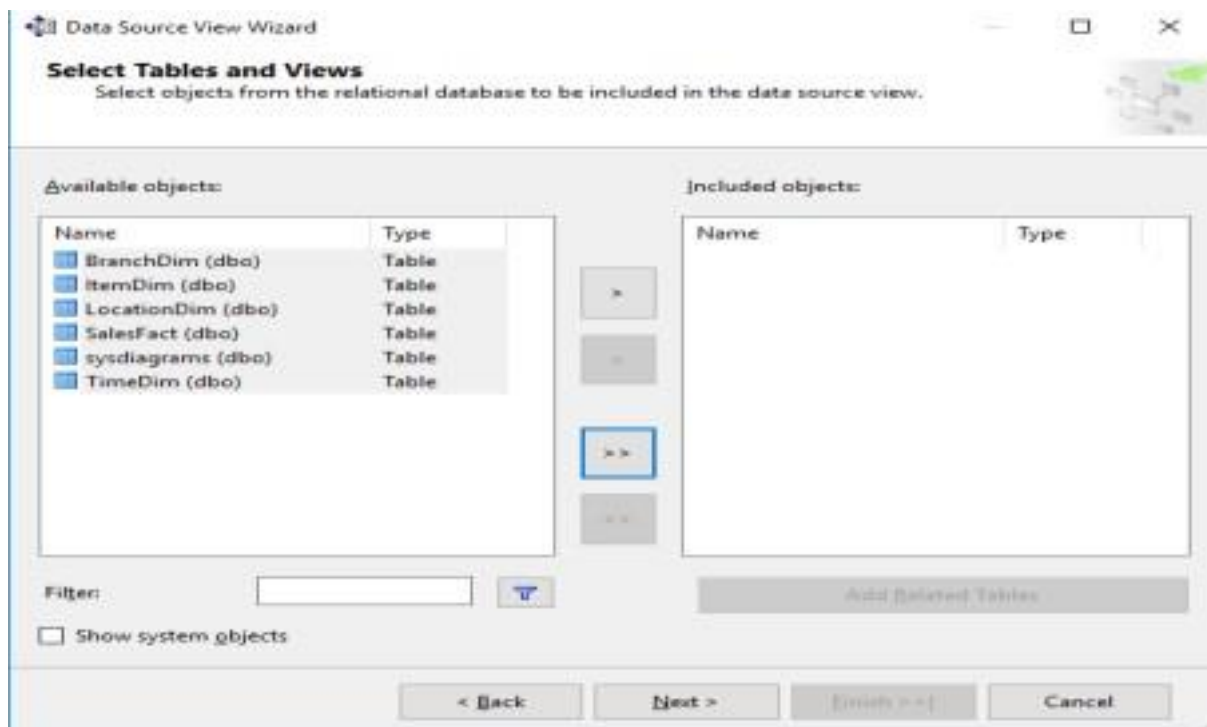 Data Source View Wizard
Select Tables and Views
Select objects from the relational database to be included in the data source view.
Available objects:
Included objects:
Name Type
Name Type
BranchDim (dbo) Table
ItemDim (dbo) Table
LocationDim (dbo) Table
SalesFact (dbo) Table
sysdiagrams (dbo) Table
TimeDim (dbo) Table
>
<
>>
<<
Filter:
Add Related Tables
Show system objects
< Back
Next >
Finish >>|
Cancel